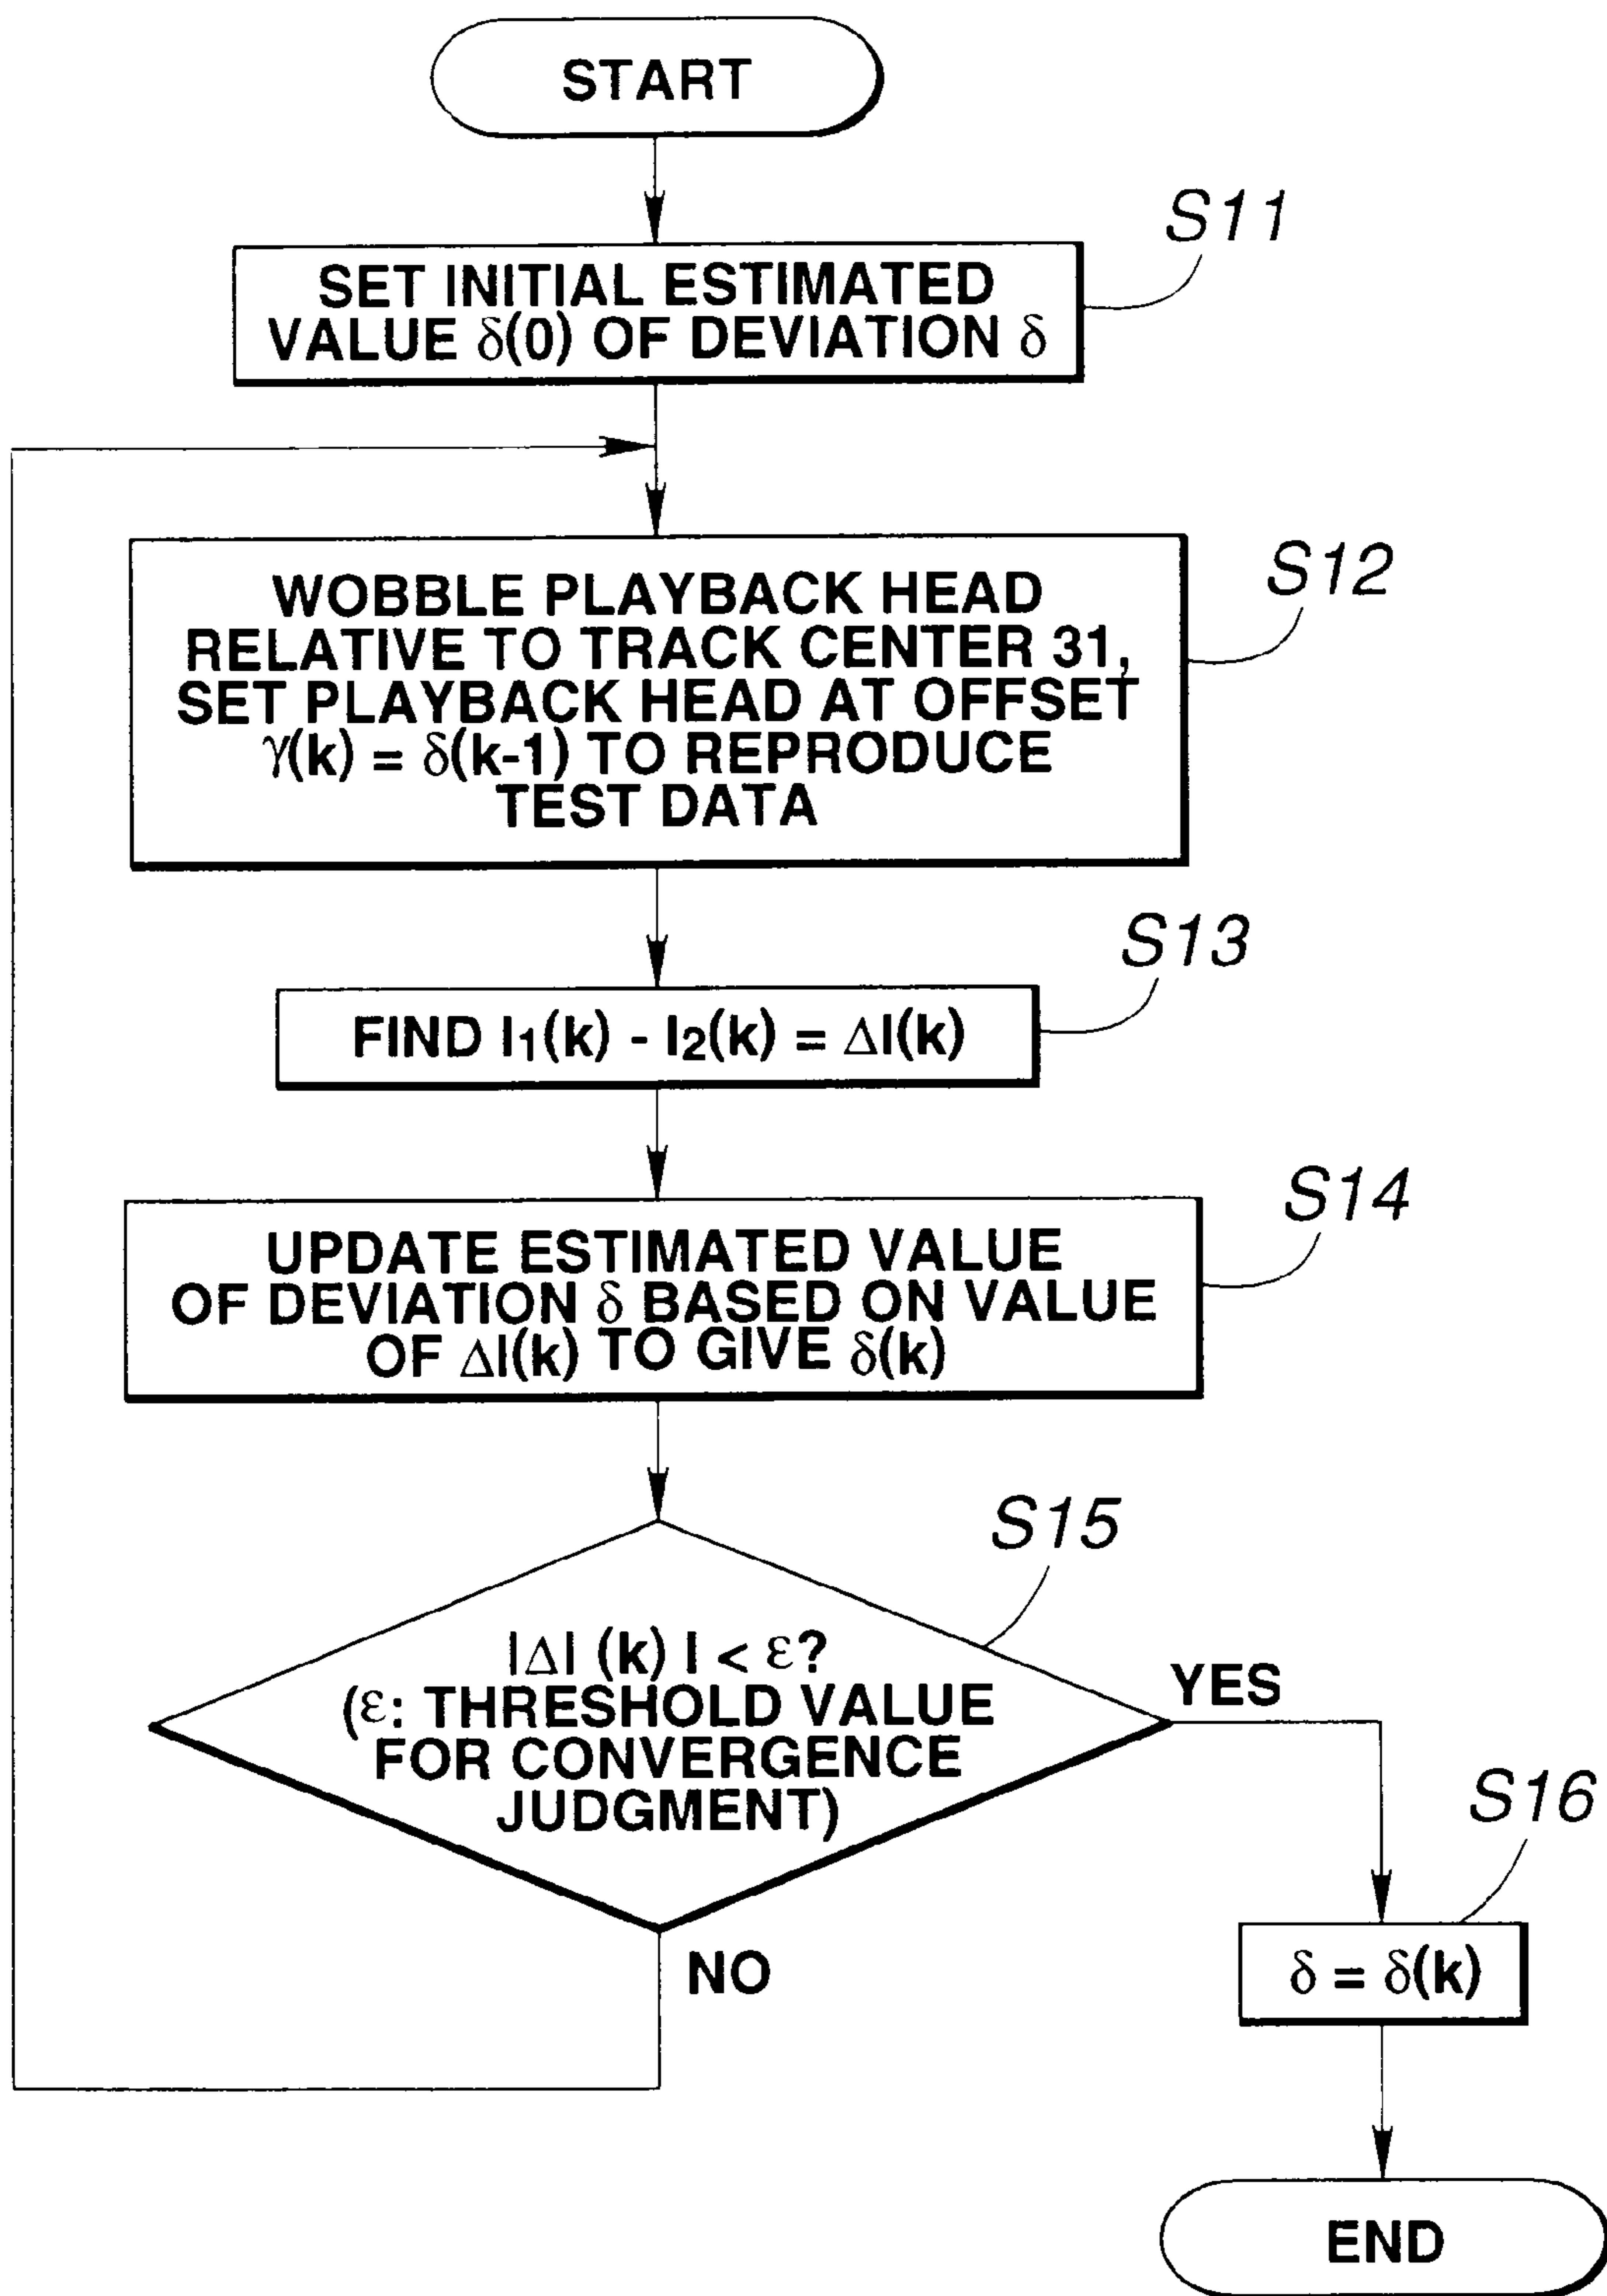 START
S11
SET INITIAL ESTIMATED
VALUE δ(0) OF DEVIATION δ
S12
WOBBLE PLAYBACK HEAD
RELATIVE TO TRACK CENTER 31,
SET PLAYBACK HEAD AT OFFSET
γ(k) = δ(k-1) TO REPRODUCE
TEST DATA
S13
FIND I1(k) - I2(k) = ΔI(k)
S14
UPDATE ESTIMATED VALUE
OF DEVIATION δ BASED ON VALUE
OF ΔI(k) TO GIVE δ(k)
S15
|ΔI (k) | < ε?
(ε: THRESHOLD VALUE
FOR CONVERGENCE
JUDGMENT)
YES
NO
S16
δ = δ(k)
END